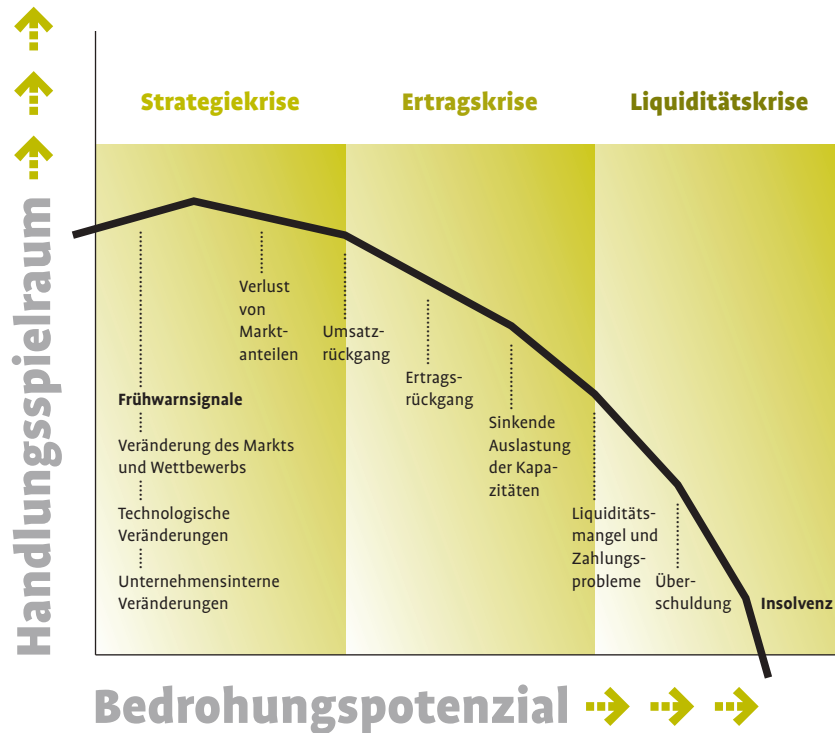 Strategiekrise
Ertragskrise
Liquiditätskrise
Handlungsspielraum
Verlust
von
Markt-
anteilen
Umsatz-
rückgang
Ertrags-
rückgang
Frühwarnsignale
Veränderung des Markts
und Wettbewerbs
Technologische
Veränderungen
Unternehmensinterne
Veränderungen
Sinkende
Auslastung
der Kapa-
zitäten
Liquiditäts-
mangel und
Zahlungs-
probleme
Über-
schuldung
Insolvenz
Bedrohungspotenzial